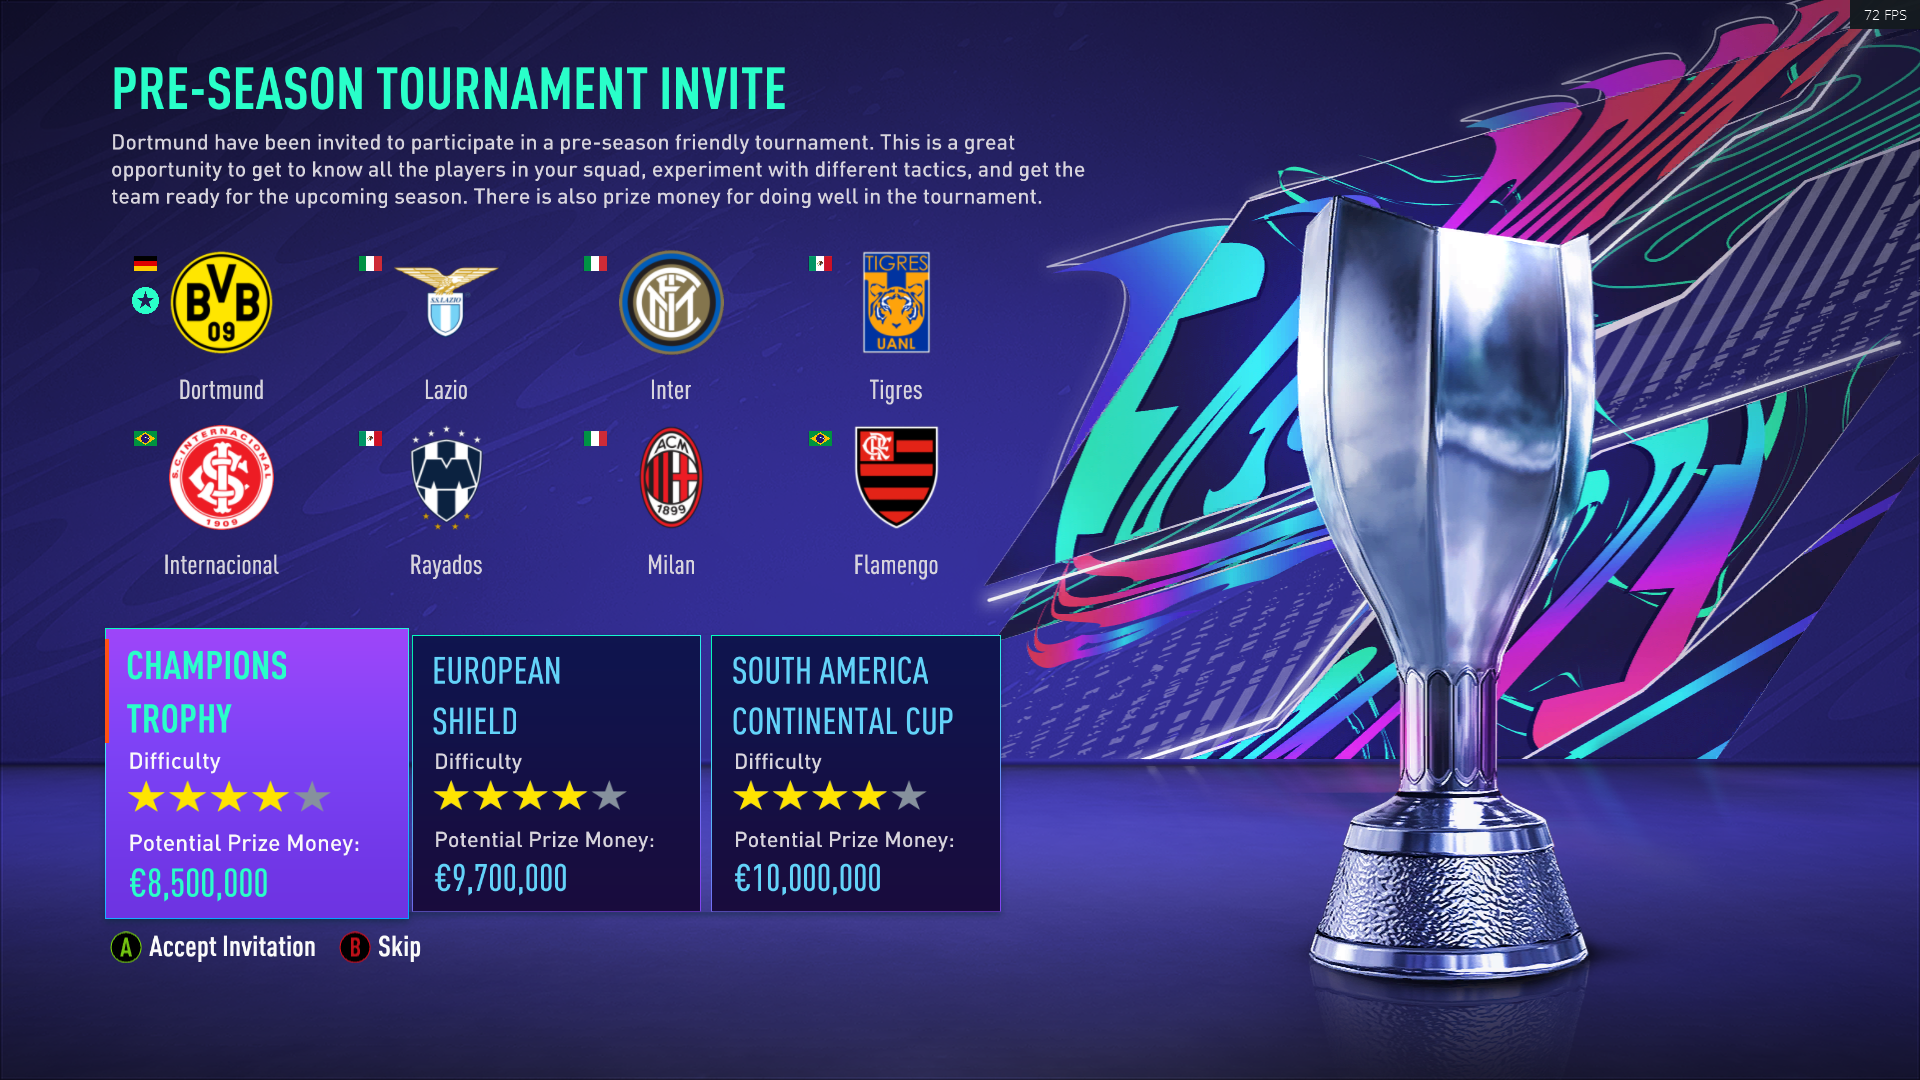 72 FPS
PRE-SEASON TOURNAMENT INVITE
Dortmund have been invited to participate in a pre-season friendly tournament. This is a great
opportunity to get to know all the players in your squad, experiment with different tactics, and get the
team ready for the upcoming season. There is also prize money for doing well in the tournament.
BVB
09
S.S.LAZIO
TIGRES
UANL
Dortmund
Lazio
Inter
Tigres
S.C. INTERNACIONAL
1909
ACM
1899
CRF
Internacional
Rayados
Milan
Flamengo
CHAMPIONS
TROPHY
Difficulty
Potential Prize Money:
€8,500,000
EUROPEAN
SHIELD
Difficulty
Potential Prize Money:
€9,700,000
SOUTH AMERICA
CONTINENTAL CUP
Difficulty
Potential Prize Money:
€10,000,000
A Accept Invitation
B Skip